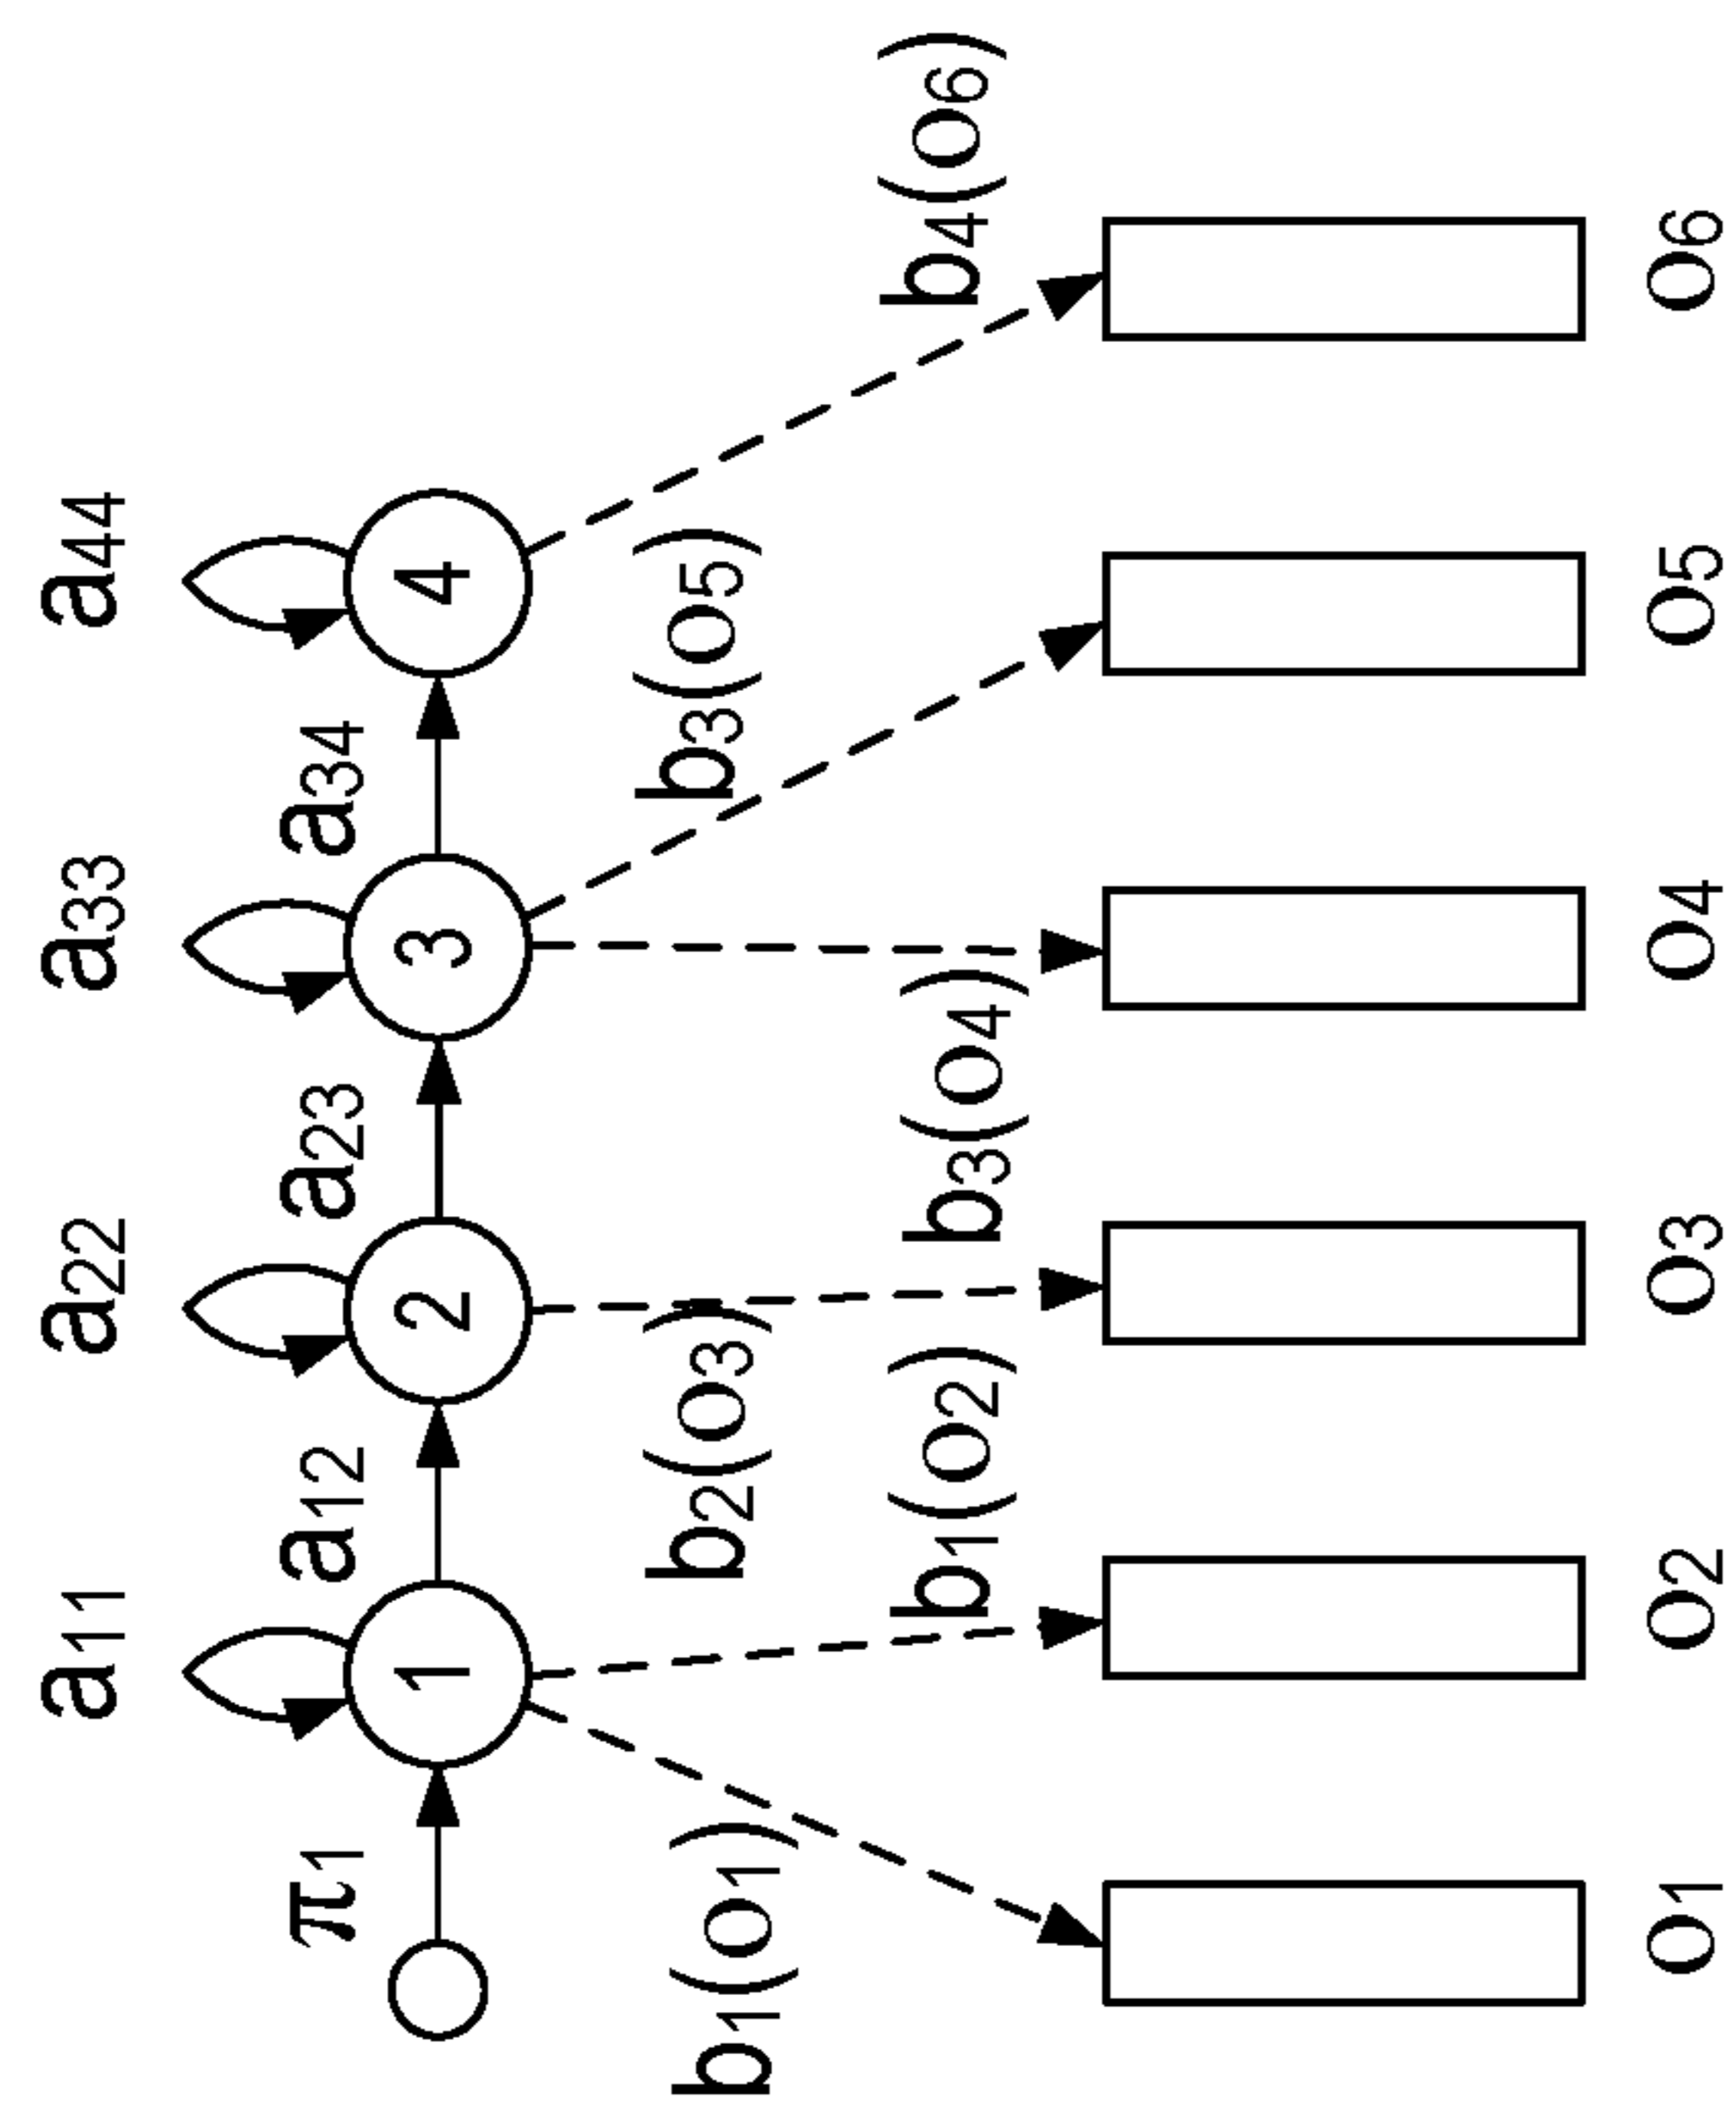 a11 a22 a33 a44
π1 a12 a23 a34
1 2 3 4
b1(o1) b2(o3) b3(o5)
b1(o2) b3(o4) b4(o6)
o1 o2 o3 o4 o5 o6